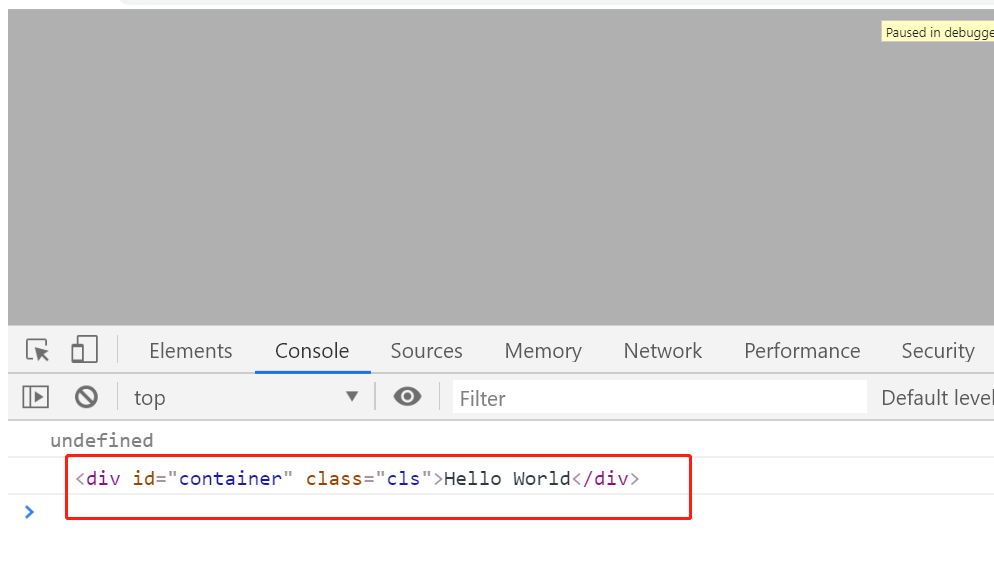 Paused in debugge
Elements Console Sources Memory Network Performance Security
top Filter Default level
undefined
<div id="container" class="cls">Hello World</div>